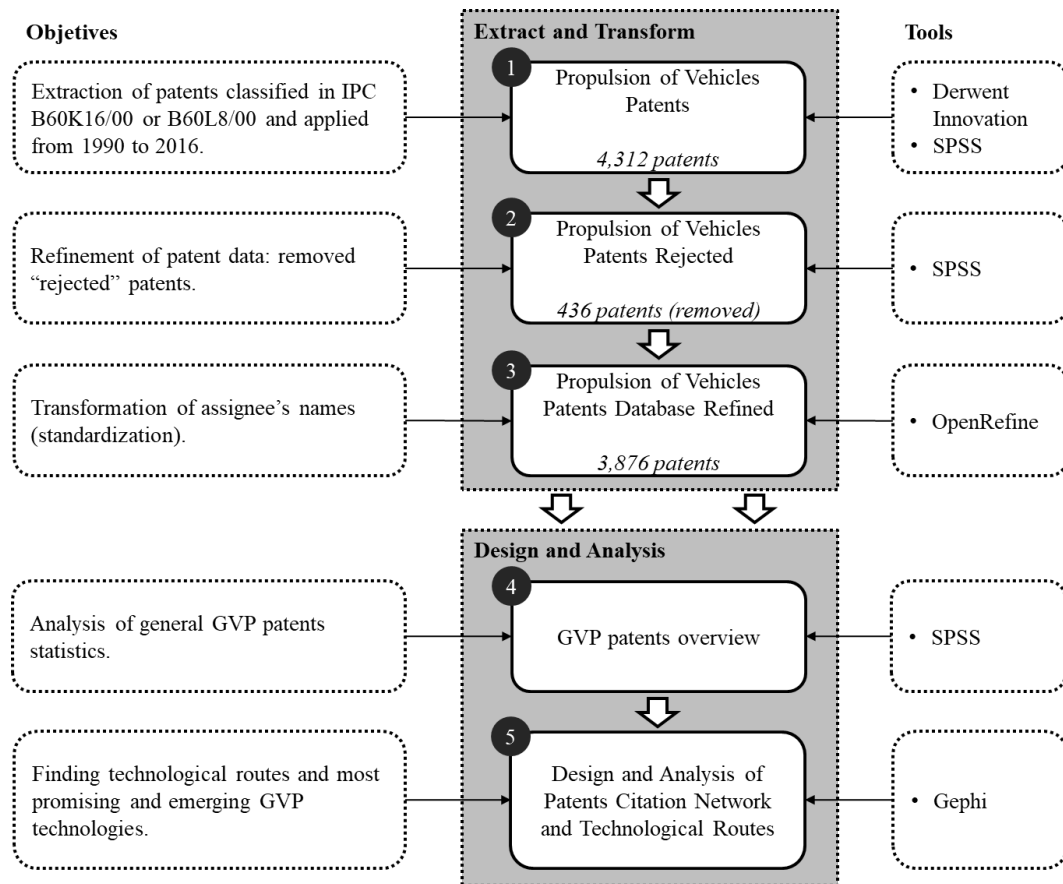 Objectives
Extract and Transform
Tools
Extraction of patents classified in IPC
B60K16/00 or B60L8/00 and applied
from 1990 to 2016.
1
Propulsion of Vehicles
Patents
4,312 patents
• Derwent
Innovation
• SPSS
Refinement of patent data: removed
“rejected” patents.
2
Propulsion of Vehicles
Patents Rejected
436 patents (removed)
• SPSS
Transformation of assignee’s names
(standardization).
3
Propulsion of Vehicles
Patents Database Refined
3,876 patents
• OpenRefine
Design and Analysis
Analysis of general GVP patents
statistics.
4
GVP patents overview
• SPSS
Finding technological routes and most
promising and emerging GVP
technologies.
5
Design and Analysis of
Patents Citation Network
and Technological Routes
• Gephi